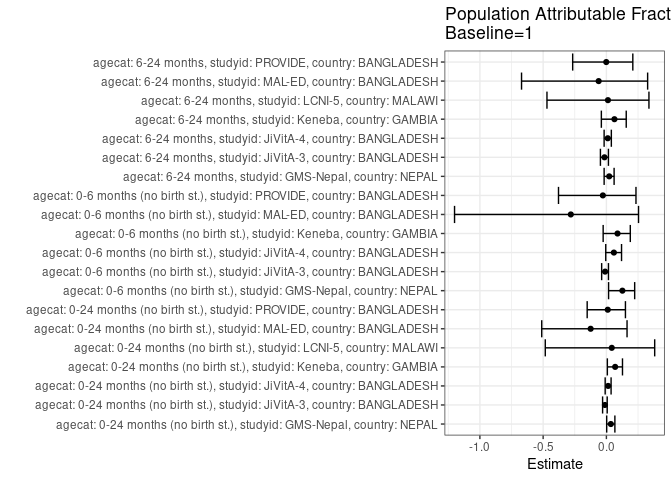 Population Attributable Fract
Baseline=1
agecat: 6-24 months, studyid: PROVIDE, country: BANGLADESH
agecat: 6-24 months, studyid: MAL-ED, country: BANGLADESH
agecat: 6-24 months, studyid: LCNI-5, country: MALAWI
agecat: 6-24 months, studyid: Keneba, country: GAMBIA
agecat: 6-24 months, studyid: JiVitA-4, country: BANGLADESH
agecat: 6-24 months, studyid: JiVitA-3, country: BANGLADESH
agecat: 6-24 months, studyid: GMS-Nepal, country: NEPAL
agecat: 0-6 months (no birth st.), studyid: PROVIDE, country: BANGLADESH
agecat: 0-6 months (no birth st.), studyid: MAL-ED, country: BANGLADESH
agecat: 0-6 months (no birth st.), studyid: Keneba, country: GAMBIA
agecat: 0-6 months (no birth st.), studyid: JiVitA-4, country: BANGLADESH
agecat: 0-6 months (no birth st.), studyid: JiVitA-3, country: BANGLADESH
agecat: 0-6 months (no birth st.), studyid: GMS-Nepal, country: NEPAL
agecat: 0-24 months (no birth st.), studyid: PROVIDE, country: BANGLADESH
agecat: 0-24 months (no birth st.), studyid: MAL-ED, country: BANGLADESH
agecat: 0-24 months (no birth st.), studyid: LCNI-5, country: MALAWI
agecat: 0-24 months (no birth st.), studyid: Keneba, country: GAMBIA
agecat: 0-24 months (no birth st.), studyid: JiVitA-4, country: BANGLADESH
agecat: 0-24 months (no birth st.), studyid: JiVitA-3, country: BANGLADESH
agecat: 0-24 months (no birth st.), studyid: GMS-Nepal, country: NEPAL
-1.0 -0.5 0.0
Estimate